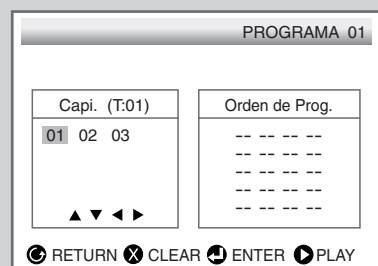 PROGRAMA 01
Capi. (T:01)
01 02 03
▲ ▼ ◀ ▶
Orden de Prog.
-- -- -- --
-- -- -- --
-- -- -- --
-- -- -- --
-- -- -- --
RETURN X CLEAR ENTER PLAY